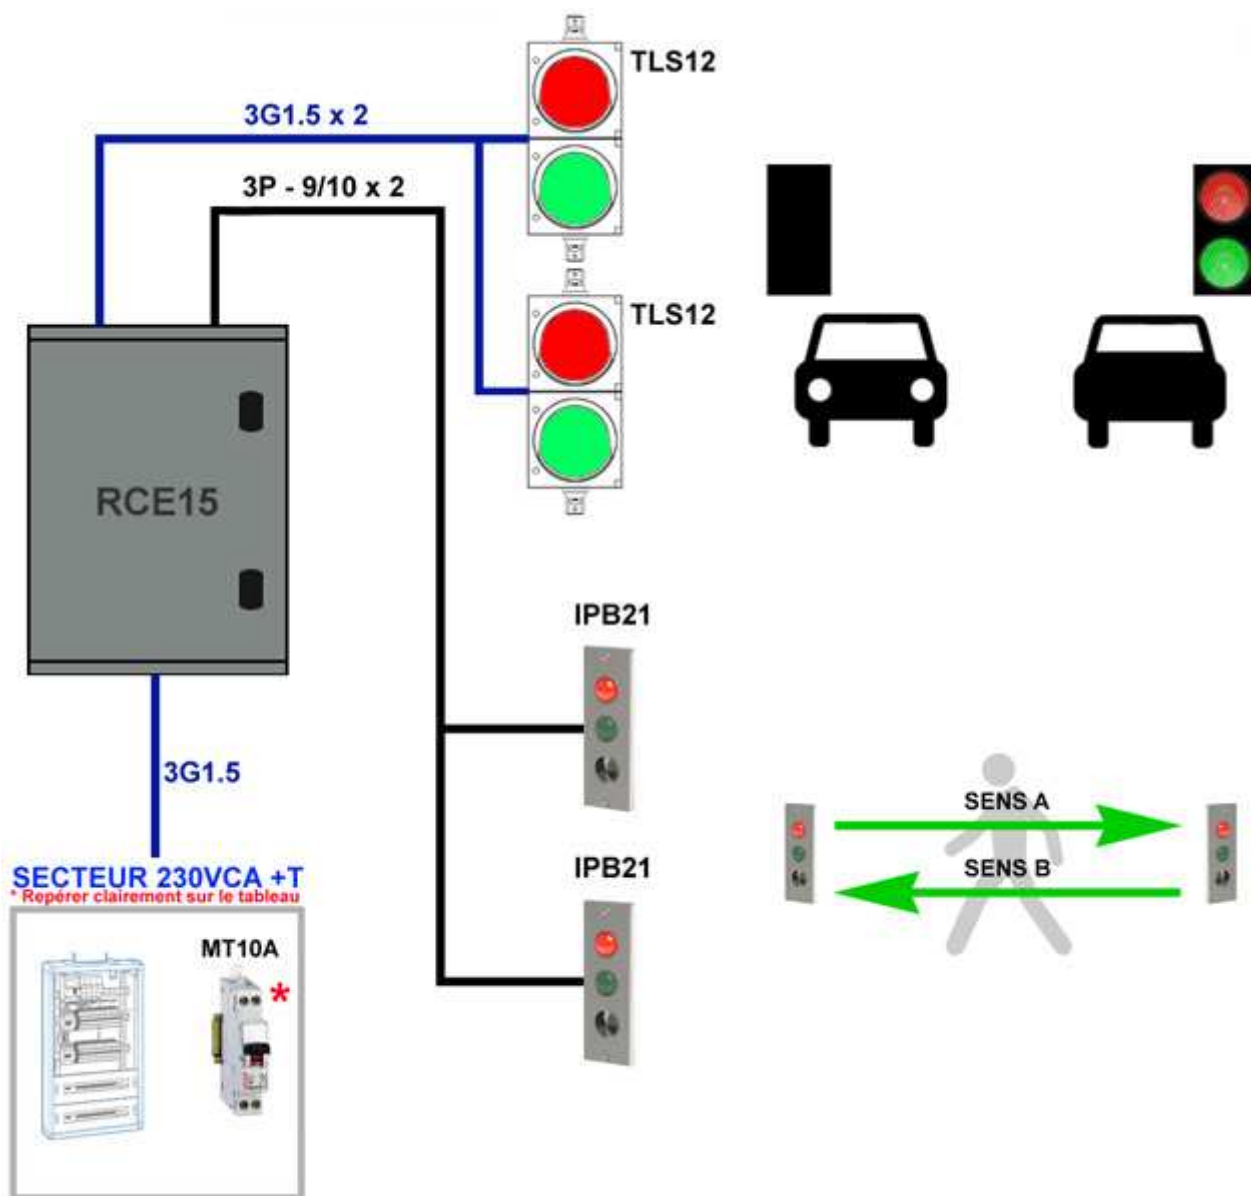 TLS12
3G1.5 x 2
3P - 9/10 x 2
TLS12
RCE15
IPB21
3G1.5
SENS A
SENS B
SECTEUR 230VCA +T
* Repérer clairement sur le tableau
IPB21
MT10A
*